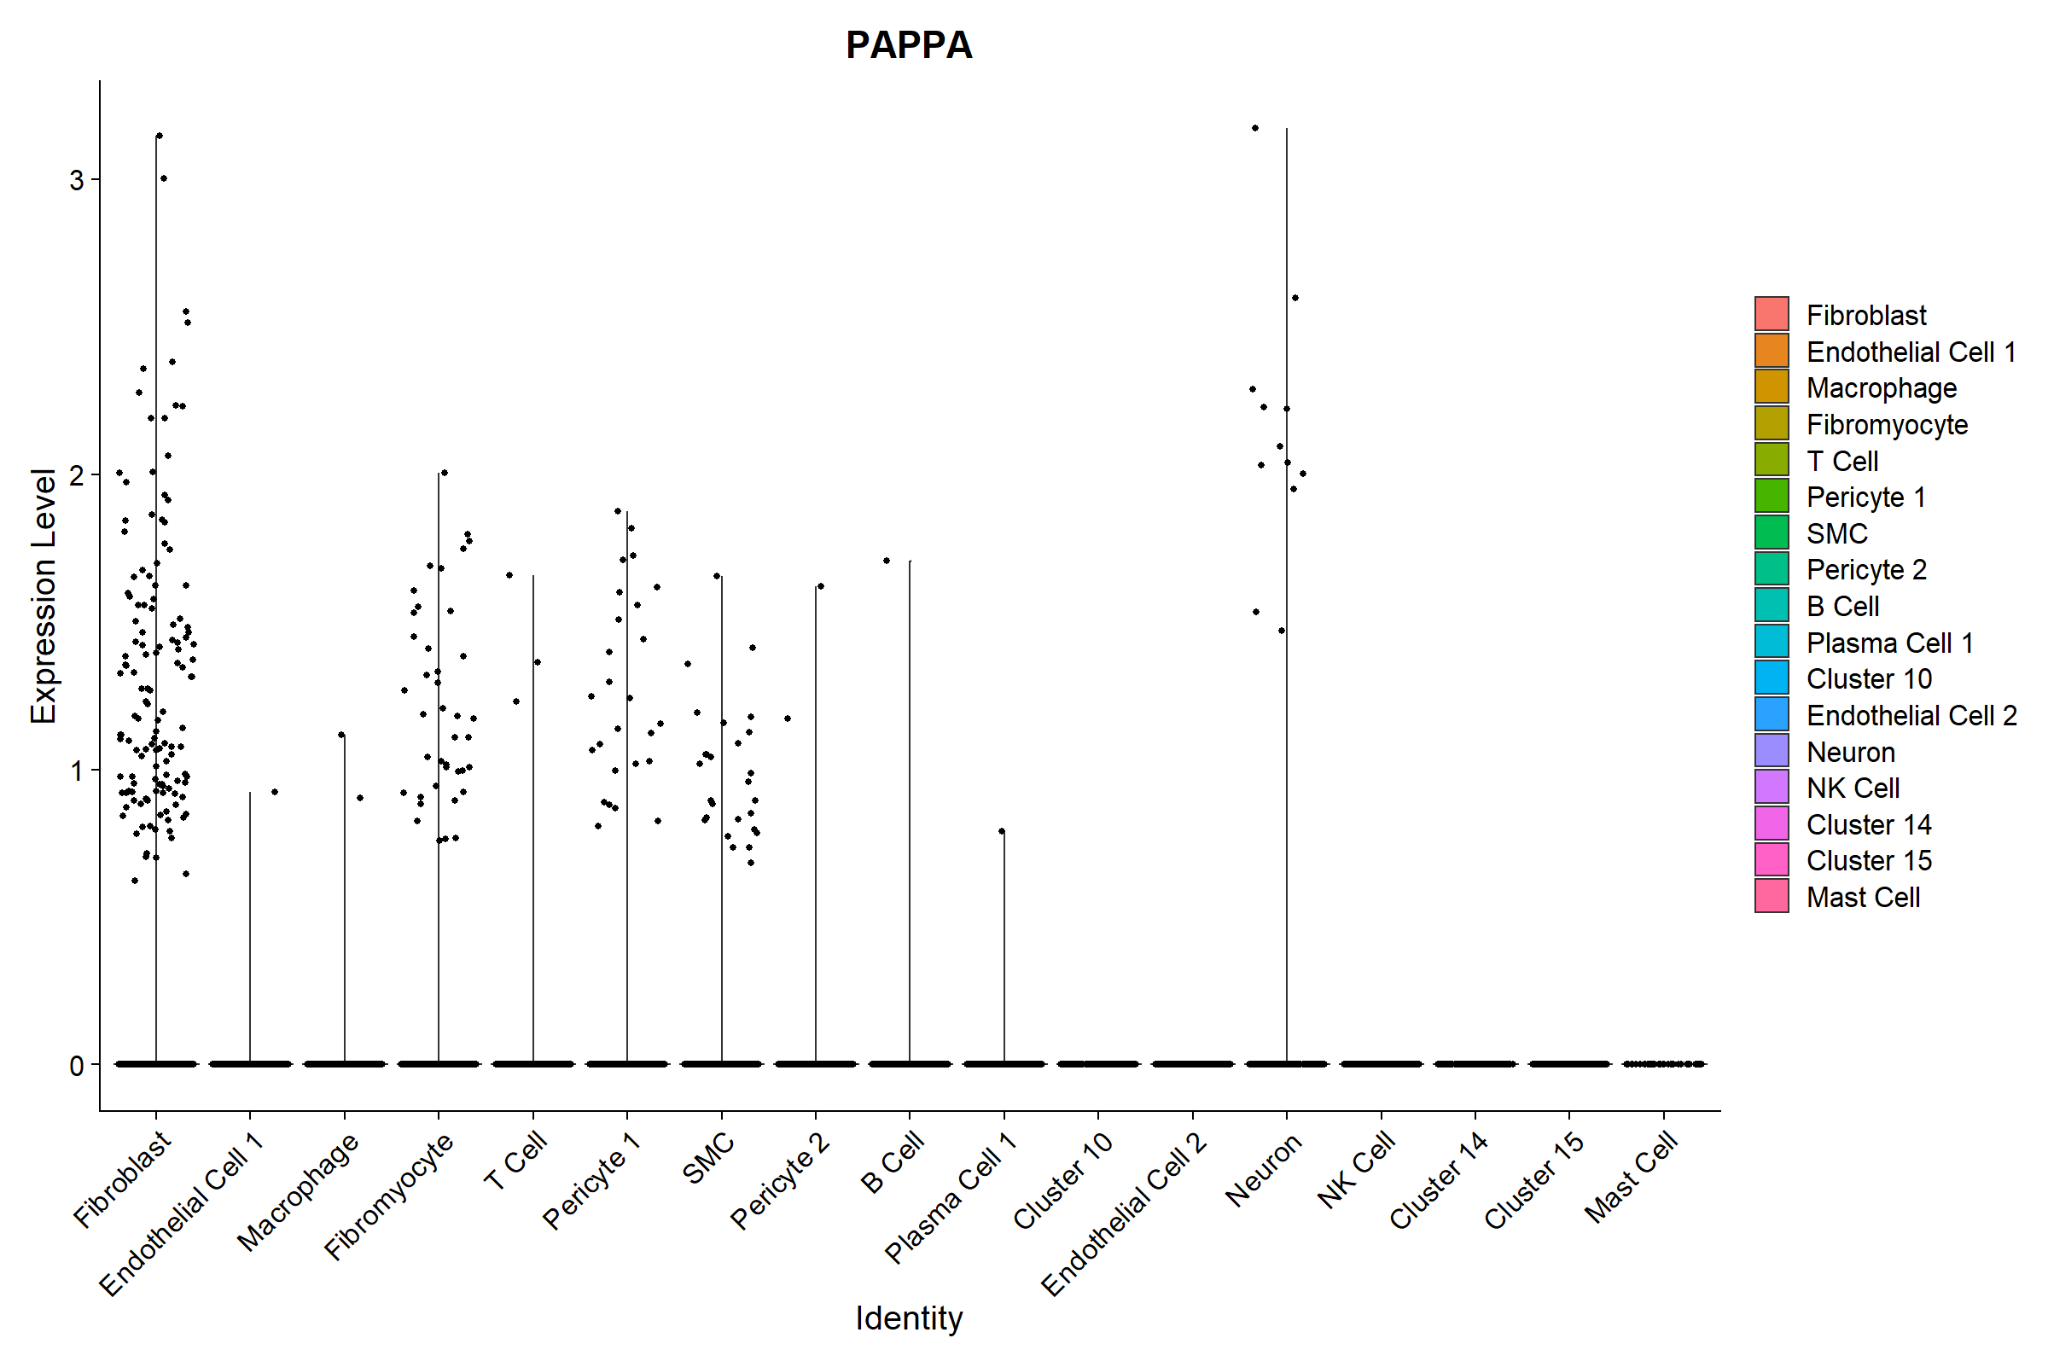 PAPPA
Expression Level
3
2
1
0
Fibroblast
Endothelial Cell 1
Macrophage
Fibromyocyte
T Cell
Pericyte 1
SMC
Pericyte 2
B Cell
Plasma Cell 1
Cluster 10
Endothelial Cell 2
Neuron
NK Cell
Cluster 14
Cluster 15
Mast Cell
Identity
Fibroblast
Endothelial Cell 1
Macrophage
Fibromyocyte
T Cell
Pericyte 1
SMC
Pericyte 2
B Cell
Plasma Cell 1
Cluster 10
Endothelial Cell 2
Neuron
NK Cell
Cluster 14
Cluster 15
Mast Cell